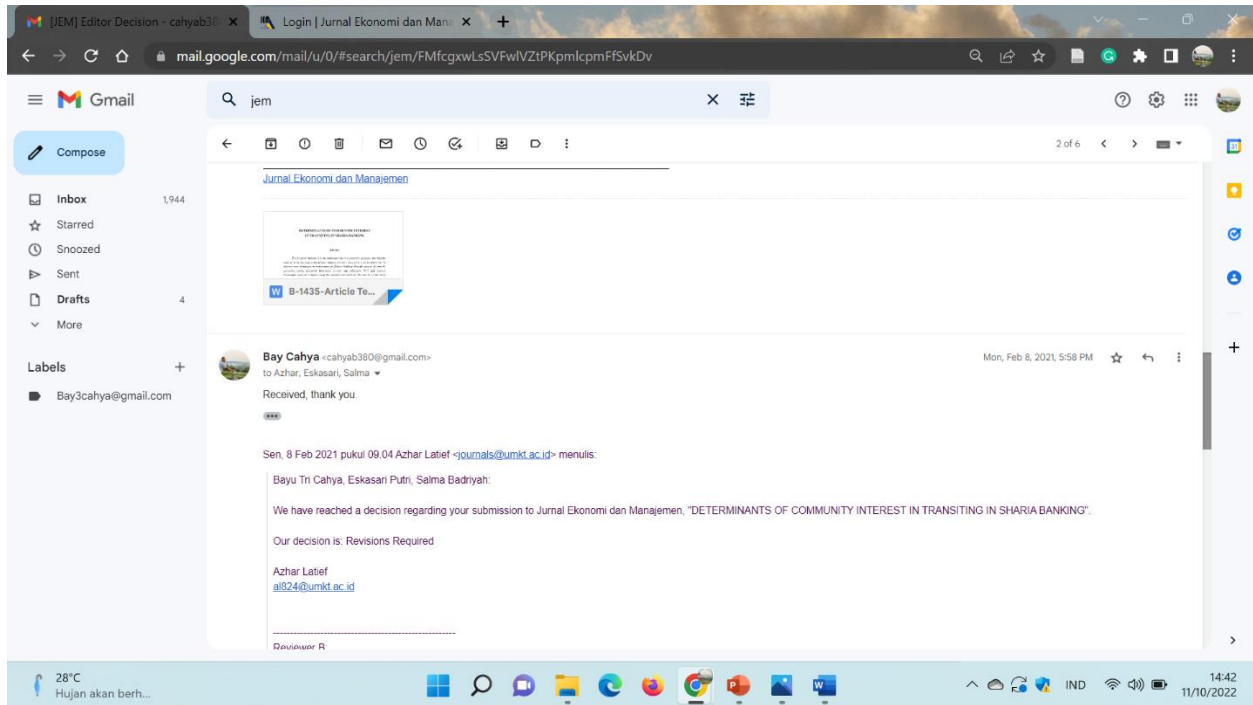 [JEM] Editor Decision - cahyab38
Login | Jurnal Ekonomi dan Mana
mail.google.com/mail/u/0/#search/jem/FMfcgxwLsSVFwlVZtPKpmlcpmFfSvkDv
Gmail
jem
Compose
2 of 6
Inbox 1,944
Starred
Snoozed
Sent
Drafts 4
More
Labels
Bay3cahya@gmail.com
Jurnal Ekonomi dan Manajemen
W B-1435-Article Te...
Bay Cahya <cahyab380@gmail.com>
Mon, Feb 8, 2021, 5:58 PM
to Azhar, Eskasari, Salma
Received, thank you.
Sen, 8 Feb 2021 pukul 09.04 Azhar Latief <journals@umkt.ac.id> menulis:
Bayu Tri Cahya, Eskasari Putri, Salma Badriyah:
We have reached a decision regarding your submission to Jurnal Ekonomi dan Manajemen, "DETERMINANTS OF COMMUNITY INTEREST IN TRANSITING IN SHARIA BANKING".
Our decision is: Revisions Required
Azhar Latief
al824@umkt.ac.id
------------------------------------------------------
Reviewer B:
28°C
Hujan akan berh...
IND
14:42
11/10/2022